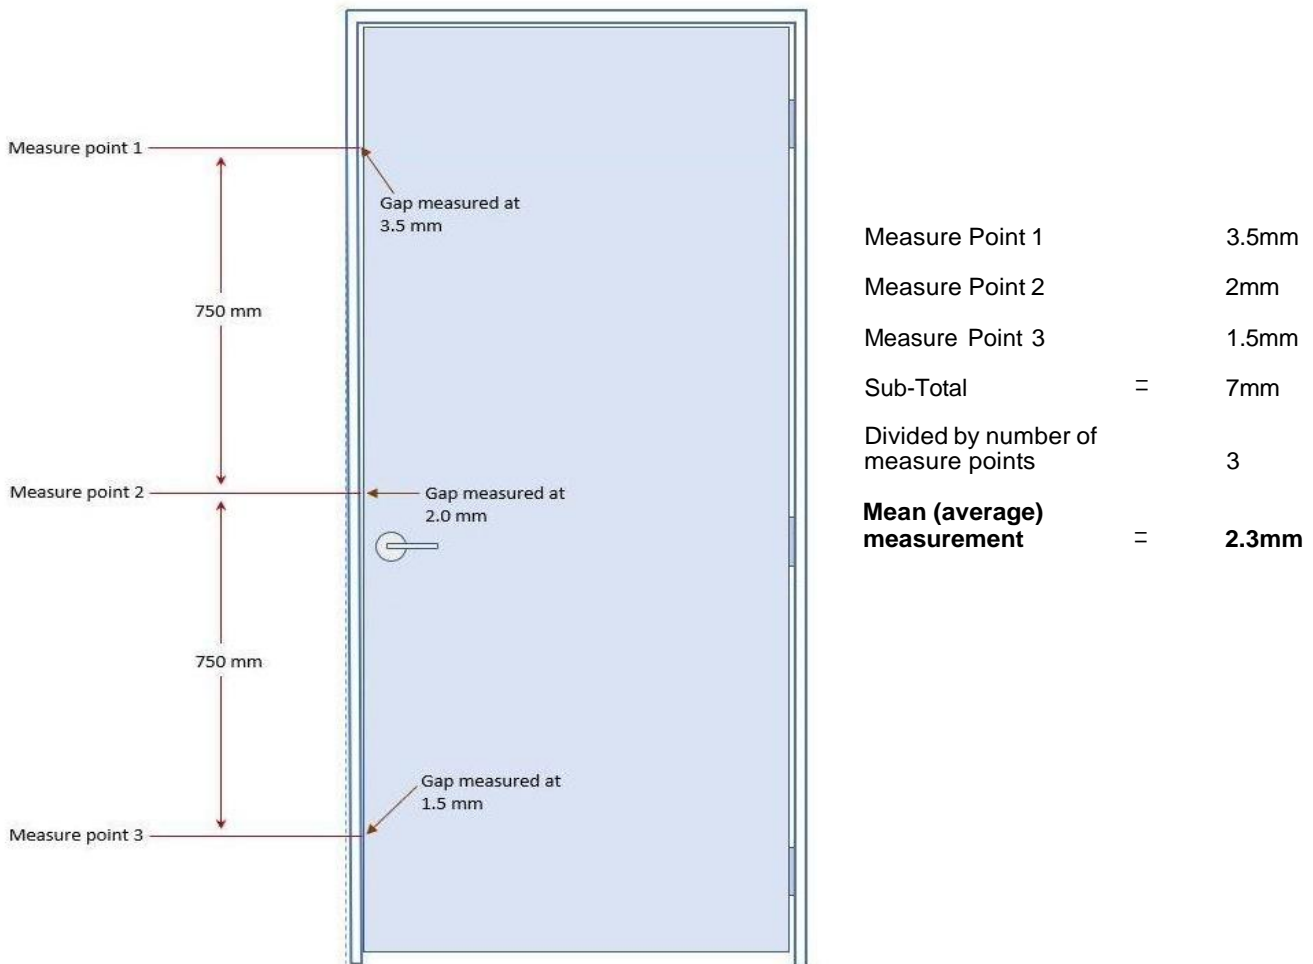 Measure point 1
Gap measured at
3.5 mm
750 mm
Measure point 2
Gap measured at
2.0 mm
750 mm
Gap measured at
1.5 mm
Measure point 3
Measure Point 1 3.5mm
Measure Point 2 2mm
Measure Point 3 1.5mm
Sub-Total = 7mm
Divided by number of
measure points 3
Mean (average)
measurement = 2.3mm